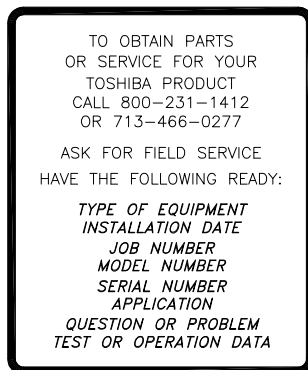 TO OBTAIN PARTS
OR SERVICE FOR YOUR
TOSHIBA PRODUCT
CALL 800-231-1412
OR 713-466-0277
ASK FOR FIELD SERVICE
HAVE THE FOLLOWING READY:
TYPE OF EQUIPMENT
INSTALLATION DATE
JOB NUMBER
MODEL NUMBER
SERIAL NUMBER
APPLICATION
QUESTION OR PROBLEM
TEST OR OPERATION DATA